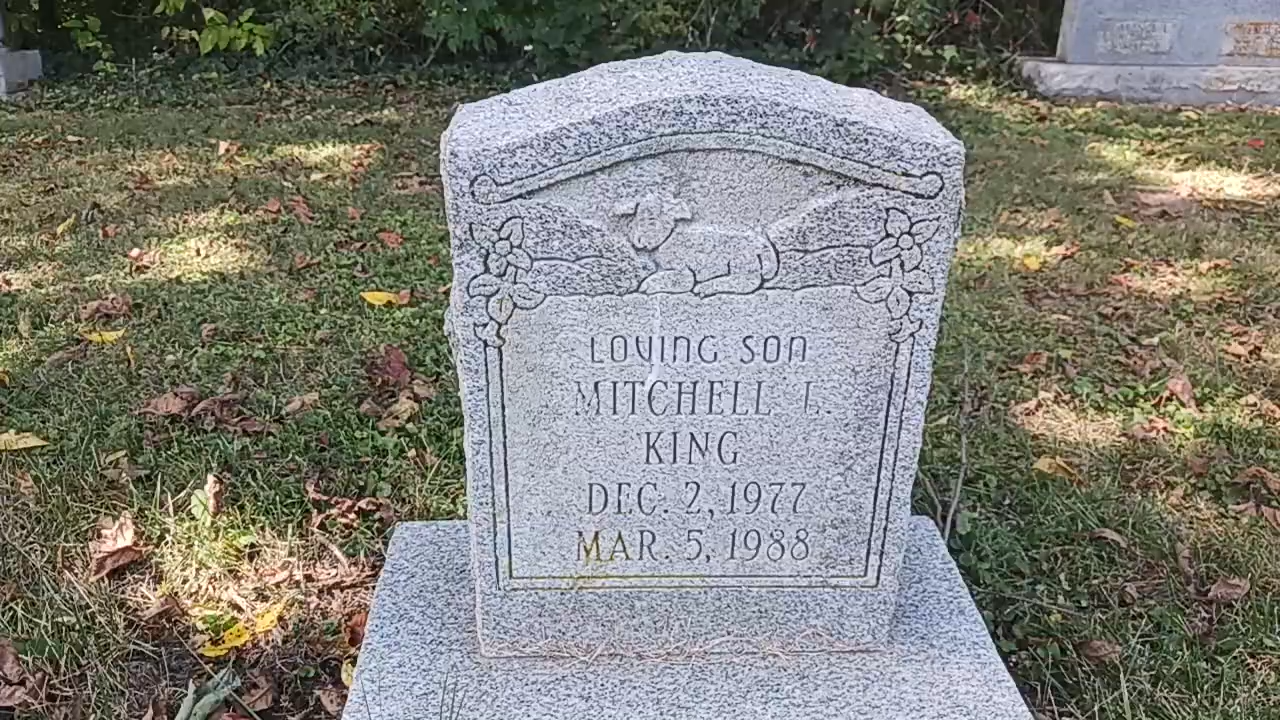 LOVING SON
MITCHELL L.
KING
DEC. 2, 1977
MAR. 5, 1988